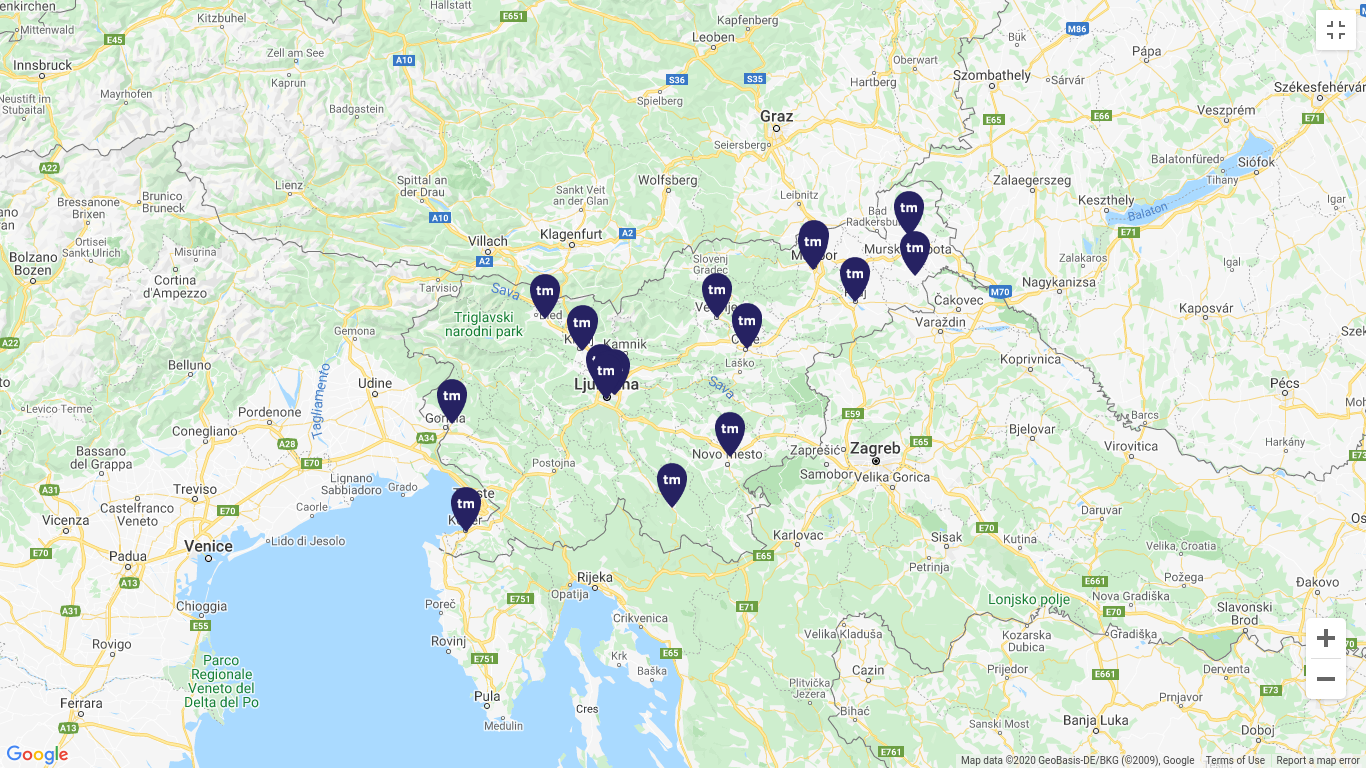 enkirchen
Kitzbuhel
Hallstatt
E651
Kapfenberg
Leoben
M86
Bük
Pápa
Mittenwald
E45
Zell am See
A10
Oberwart
Innsbruck
Kaprun
S36
S35
Hartberg
Szombathely
Sárvár
Székesfehérvár
Neustift im
Stubaital
Mayrhofen
Badgastein
Spielberg
Graz
E65
E66
Veszprém
E71
Seiersberg
Balatonfüred
Siófok
A22
Lienz
Spittal an
der Drau
Sankt Veit
an der Glan
Wolfsberg
Leibnitz
Zalaegerszeg
Tihany
Bressanone
Brixen
Brunico
Bruneck
A10
Bad
Radkersburg
tm
Keszthely
Balaton
Igar
Ortisei
Sankt Ulrich
Misurina
Villach
Klagenfurt
A2
tm
tm
E71
Bolzano
Bozen
Cortina
d'Ampezzo
A2
Slovenj
Gradec
Zalakaros
Igal
Tarvisio
Sava
tm
tm
tm
Nagykanizsa
M70
Čakovec
Kaposvár
Triglavski
narodni park
Bled
tm
tm
Varaždin
Gemona
Kamnik
A22
Belluno
tm
Laško
Koprivnica
Udine
Ljubljana
Sava
Pécs
Levico Terme
Tagliamento
tm
Pordenone
Gorizia
E59
Barcs
Conegliano
A28
A34
tm
Zagreb
E65
Bjelovar
Virovitica
Harkány
Bassano
del Grappa
E70
Postojna
Novo mesto
Zaprešić
E73
Samobor
Velika Gorica
A31
Treviso
Lignano
Sabbiadoro
Grado
tm
Castelfranco
Veneto
E70
Caorle
Trieste
tm
Daruvar
Vicenza
Karlovac
E70
Sisak
Kutina
Velika, Croatia
E70
Padua
Venice
Lido di Jesolo
E65
Petrinja
A13
Rijeka
E661
Požega
Đakovo
Opatija
E751
Poreč
E71
Lonjsko polje
Nova Gradiška
A31
Chioggia
Crikvenica
E70
Slavonski
Brod
E55
Velika Kladuša
Kozarska
Dubica
Gradiška
Rovigo
Rovinj
E751
Krk
E65
Baška
Cazin
Prijedor
E661
Derventa
Parco
Regionale
Veneto del
Delta del Po
Plitvička
Jezera
E73
Prnjavor
Ferrara
Pula
Cres
Bihać
Sanski Most
Banja Luka
A13
Medulin
Doboj
E761
Google
Map data ©2020 GeoBasis-DE/BKG (©2009), Google
Terms of Use
Report a map error